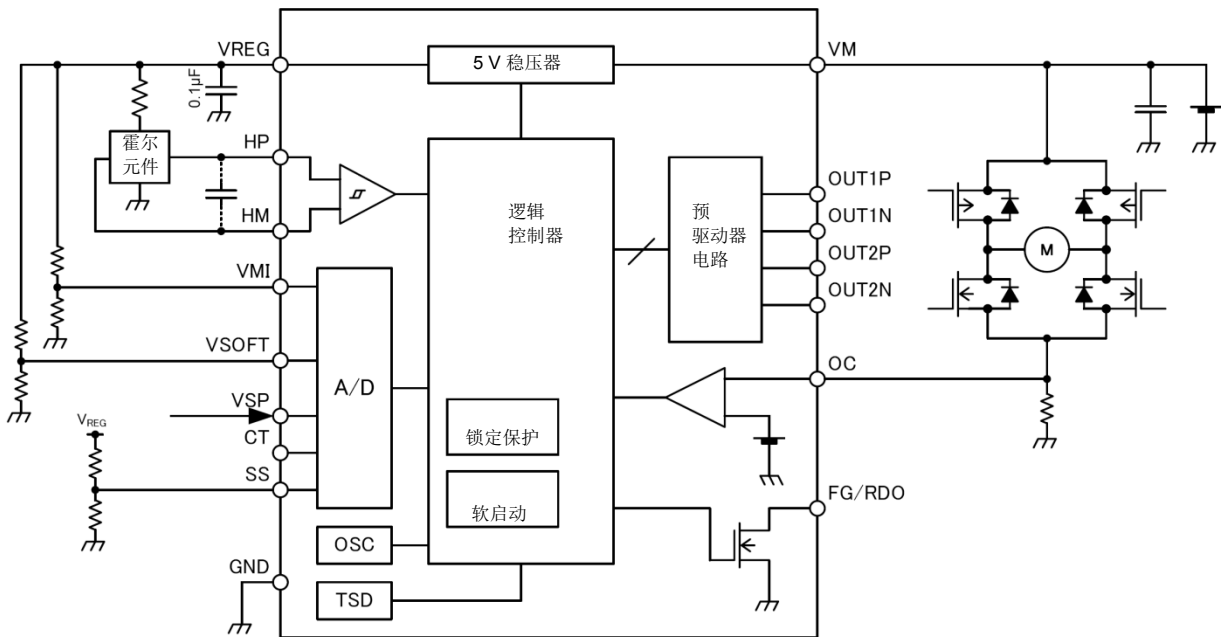 VREG
5 V 稳压器
VM
0.1µF
霍尔
元件
HP
HM
逻辑
控制器
预
驱动器
电路
OUT1P
OUT1N
OUT2P
OUT2N
M
VMI
VSOFT
A/D
OC
VSP
VREG
CT
SS
锁定保护
软启动
FG/RDO
OSC
GND
TSD